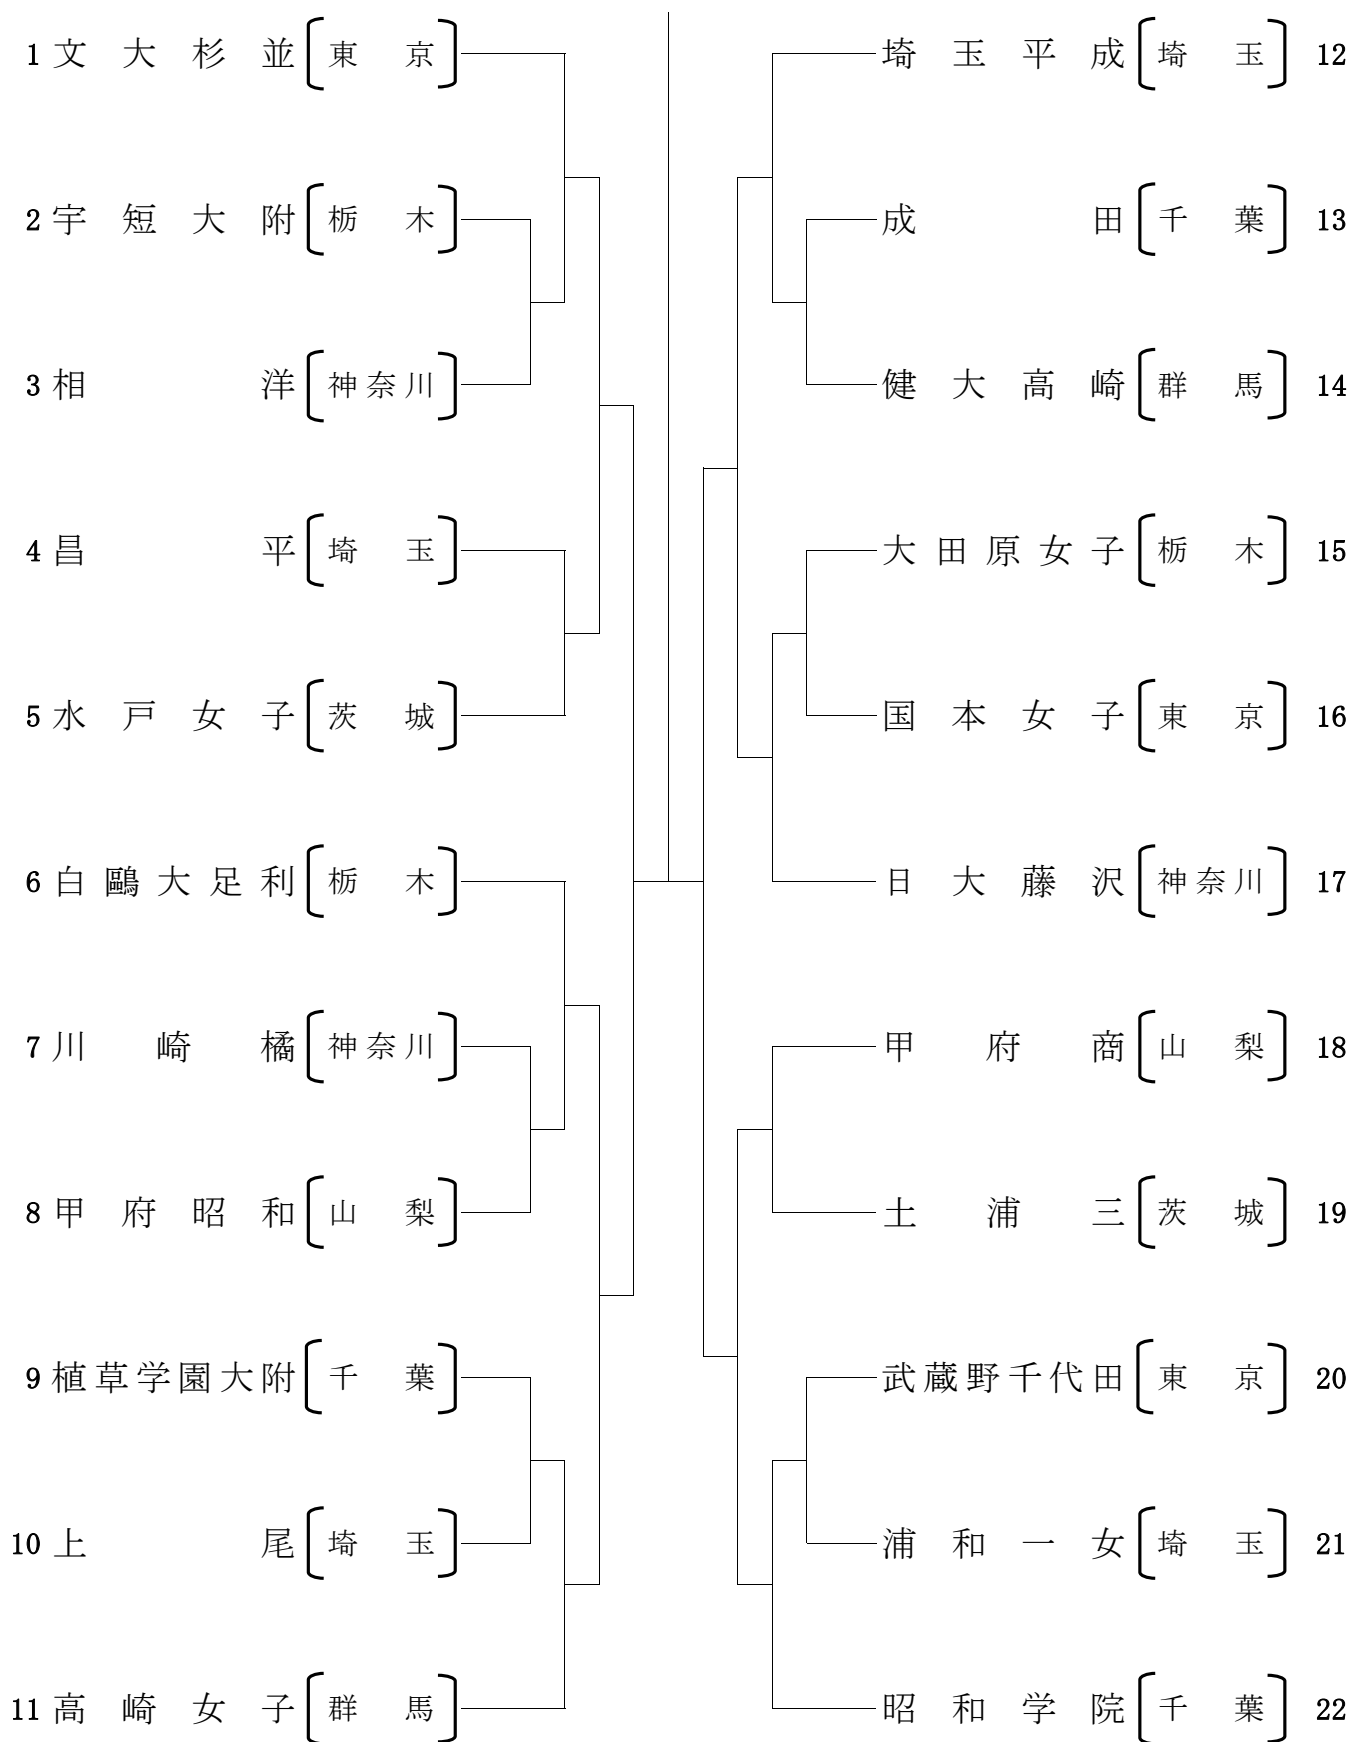 1 文大杉並 [東京]
2 宇短大附 [栃木]
3 相洋 [神奈川]
4 昌平 [埼玉]
5 水戸女子 [茨城]
6 白鷗大足利 [栃木]
7 川崎橘 [神奈川]
8 甲府昭和 [山梨]
9 植草学園大附 [千葉]
10 上尾 [埼玉]
11 高崎女子 [群馬]
埼玉平成 [埼玉] 12
成田 [千葉] 13
健大高崎 [群馬] 14
大田原女子 [栃木] 15
国本女子 [東京] 16
日大藤沢 [神奈川] 17
甲府商 [山梨] 18
土浦三 [茨城] 19
武蔵野千代田 [東京] 20
浦和一女 [埼玉] 21
昭和学院 [千葉] 22